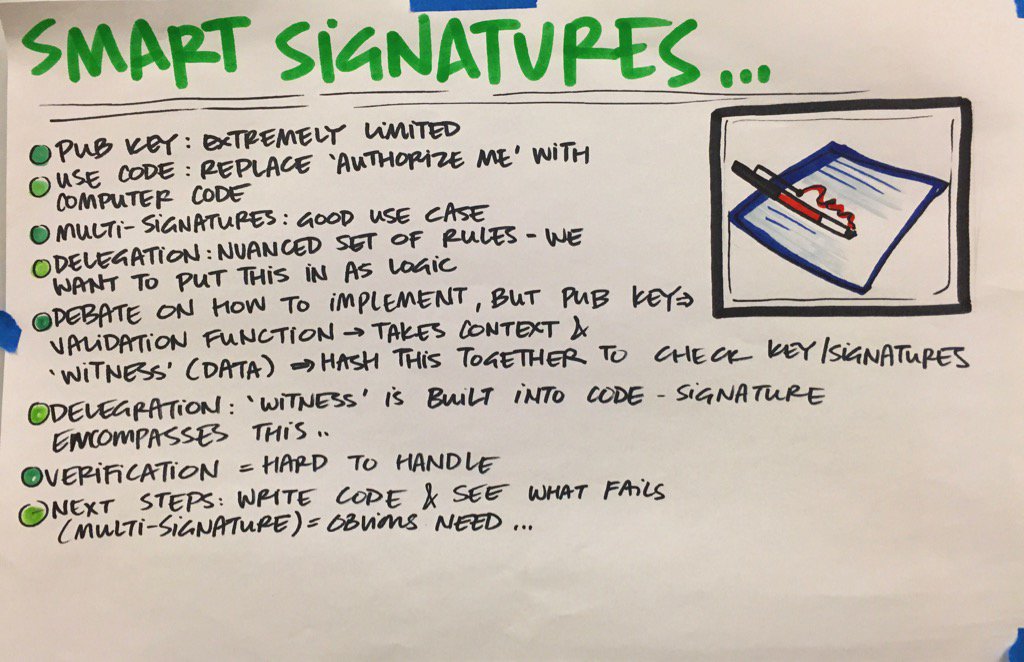 SMART SIGNATURES...
PUB KEY: EXTREMELY LIMITED
USE CODE: REPLACE 'AUTHORIZE ME' WITH
COMPUTER CODE
MULTI-SIGNATURES: GOOD USE CASE
DELEGATION: NUANCED SET OF RULES - WE
WANT TO PUT THIS IN AS LOGIC
DEBATE ON HOW TO IMPLEMENT, BUT PUB KEY ⇒
VALIDATION FUNCTION → TAKES CONTEXT &
'WITNESS' (DATA) ⇒ HASH THIS TOGETHER TO CHECK KEY/SIGNATURES
DELEGRATION: 'WITNESS' IS BUILT INTO CODE - SIGNATURE
ENCOMPASSES THIS..
VERIFICATION = HARD TO HANDLE
NEXT STEPS: WRITE CODE & SEE WHAT FAILS
(MULTI-SIGNATURE) = OBVIOUS NEED...